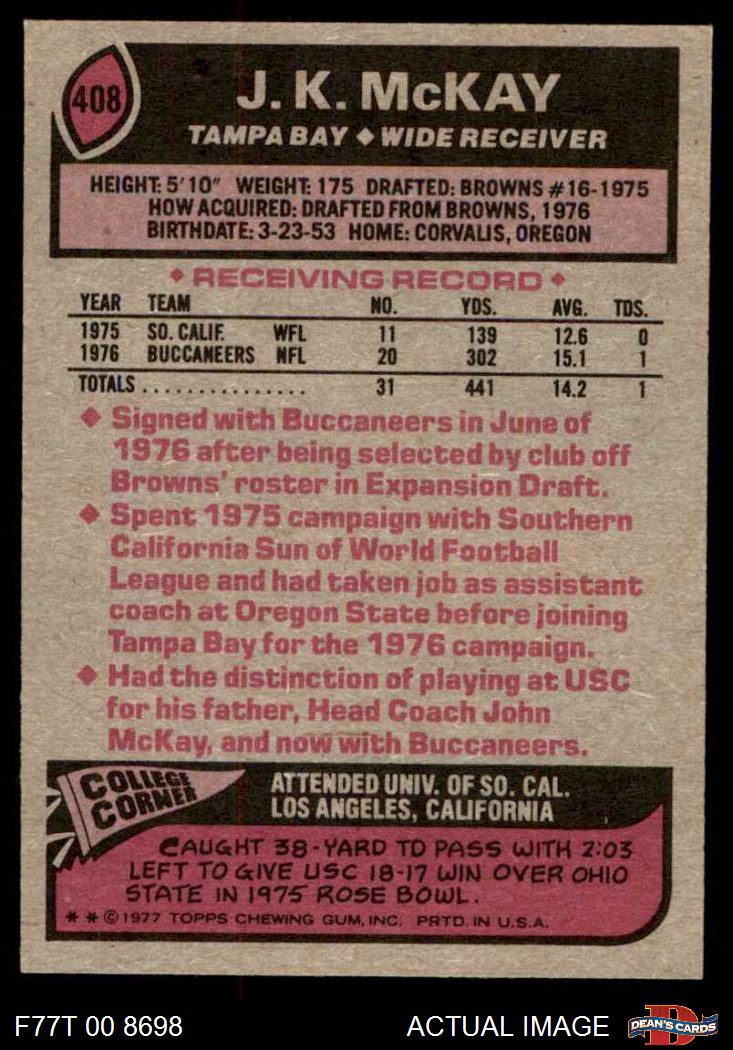 408
J. K. McKAY
TAMPA BAY ◆ WIDE RECEIVER
HEIGHT: 5'10" WEIGHT: 175 DRAFTED: BROWNS #16-1975
HOW ACQUIRED: DRAFTED FROM BROWNS, 1976
BIRTHDATE: 3-23-53 HOME: CORVALIS, OREGON
◆ RECEIVING RECORD ◆
YEAR TEAM NO. YDS. AVG. TDS.
1975 SO. CALIF. WFL 11 139 12.6 0
1976 BUCCANEERS NFL 20 302 15.1 1
TOTALS ............... 31 441 14.2 1
◆ Signed with Buccaneers in June of
1976 after being selected by club off
Browns' roster in Expansion Draft.
◆ Spent 1975 campaign with Southern
California Sun of World Football
League and had taken job as assistant
coach at Oregon State before joining
Tampa Bay for the 1976 campaign.
◆ Had the distinction of playing at USC
for his father, Head Coach John
McKay, and now with Buccaneers.
COLLEGE
CORNER
ATTENDED UNIV. OF SO. CAL.
LOS ANGELES, CALIFORNIA
CAUGHT 38-YARD TD PASS WITH 2:03
LEFT TO GIVE USC 18-17 WIN OVER OHIO
STATE IN 1975 ROSE BOWL.
* * © 1977 TOPPS CHEWING GUM, INC. PRTD. IN U.S.A.
F77T 00 8698
ACTUAL IMAGE
D
DEAN'S CARDS